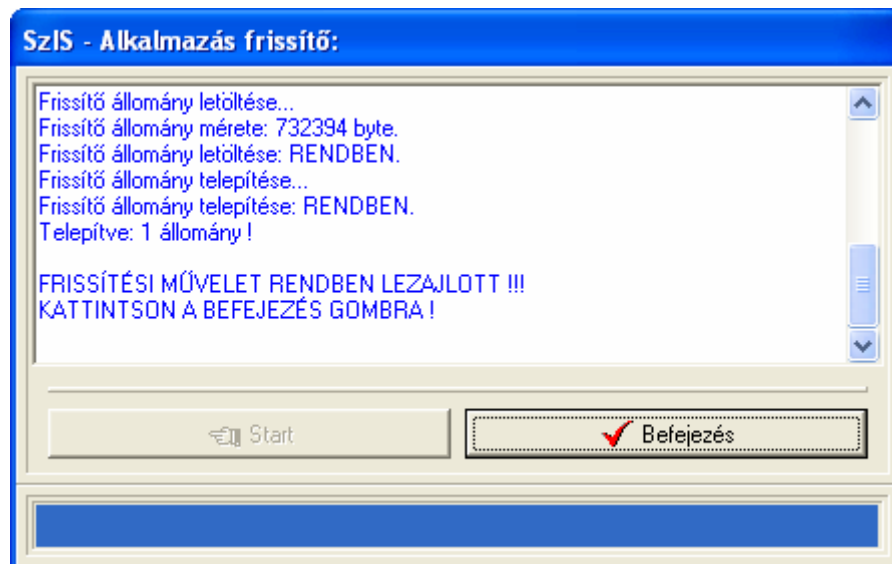 SzIS - Alkalmazás frissítő:
Frissítő állomány letöltése...
Frissítő állomány mérete: 732394 byte.
Frissítő állomány letöltése: RENDBEN.
Frissítő állomány telepítése...
Frissítő állomány telepítése: RENDBEN.
Telepítve: 1 állomány !
FRISSÍTÉSI MŰVELET RENDBEN LEZAJLOTT !!!
KATTINTSON A BEFEJEZÉS GOMBRA !
Start
Befejezés